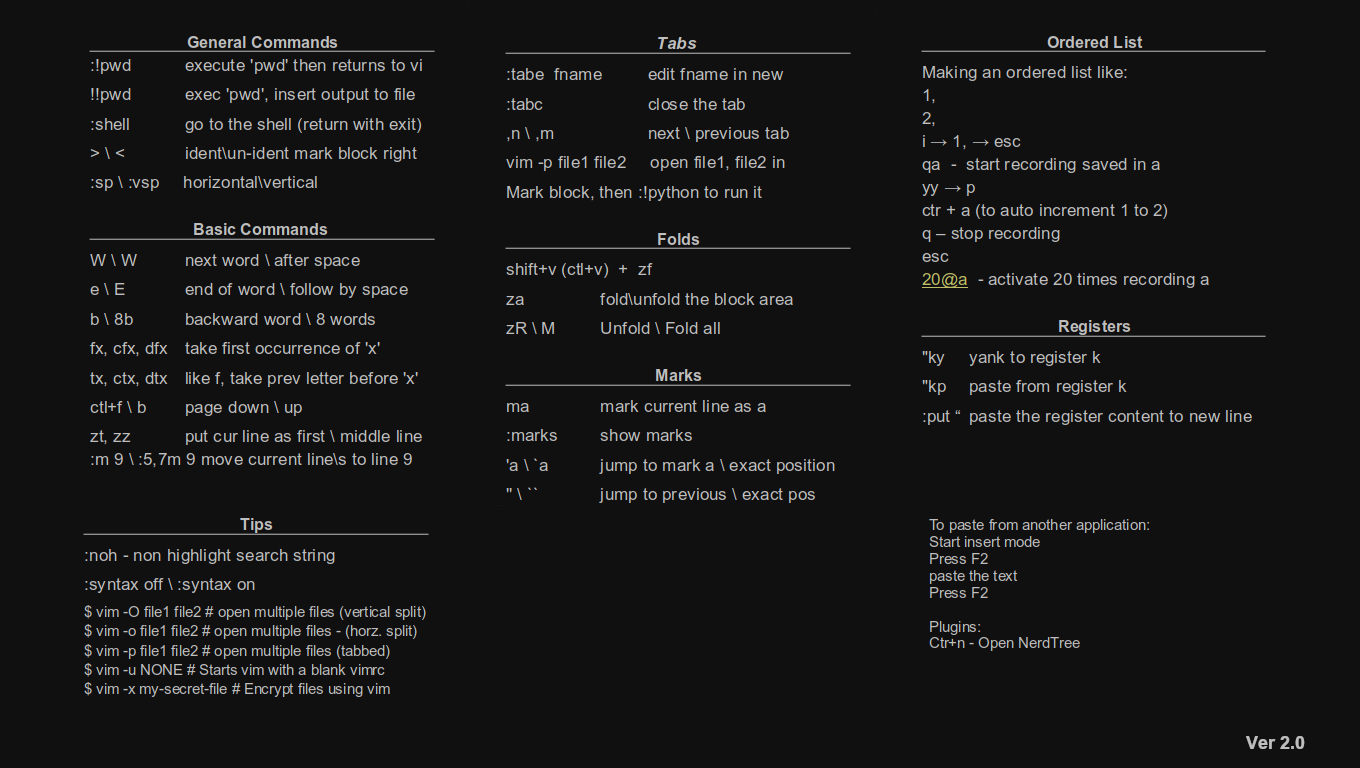 General Commands
:!pwd execute 'pwd' then returns to vi
!!pwd exec 'pwd', insert output to file
:shell go to the shell (return with exit)
> \ < ident\un-ident mark block right
:sp \ :vsp horizontal\vertical
Basic Commands
W \ W next word \ after space
e \ E end of word \ follow by space
b \ 8b backward word \ 8 words
fx, cfx, dfx take first occurrence of 'x'
tx, ctx, dtx like f, take prev letter before 'x'
ctl+f \ b page down \ up
zt, zz put cur line as first \ middle line
:m 9 \ :5,7m 9 move current line\s to line 9
Tips
:noh - non highlight search string
:syntax off \ :syntax on
$ vim -O file1 file2 # open multiple files (vertical split)
$ vim -o file1 file2 # open multiple files - (horz. split)
$ vim -p file1 file2 # open multiple files (tabbed)
$ vim -u NONE # Starts vim with a blank vimrc
$ vim -x my-secret-file # Encrypt files using vim
Tabs
:tabe fname edit fname in new
:tabc close the tab
,n \ ,m next \ previous tab
vim -p file1 file2 open file1, file2 in
Mark block, then :!python to run it
Folds
shift+v (ctl+v) + zf
za fold\unfold the block area
zR \ M Unfold \ Fold all
Marks
ma mark current line as a
:marks show marks
'a \ `a jump to mark a \ exact position
'' \ `` jump to previous \ exact pos
Ordered List
Making an ordered list like:
1,
2,
i → 1, → esc
qa - start recording saved in a
yy → p
ctr + a (to auto increment 1 to 2)
q – stop recording
esc
20@a - activate 20 times recording a
Registers
"ky yank to register k
"kp paste from register k
:put “ paste the register content to new line
To paste from another application:
Start insert mode
Press F2
paste the text
Press F2
Plugins:
Ctr+n - Open NerdTree
Ver 2.0